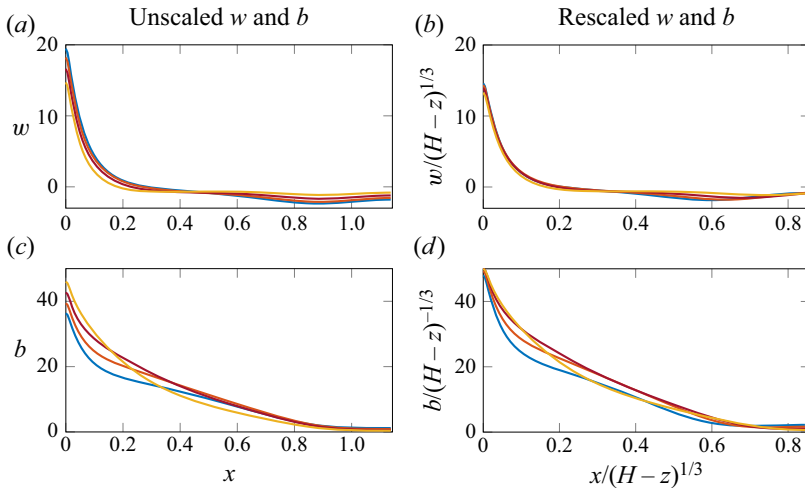 Unscaled w and b
Rescaled w and b
(a)
(b)
20
10
0
w
0 0.2 0.4 0.6 0.8 1.0
20
10
0
w/(H – z)^{1/3}
0 0.2 0.4 0.6 0.8
(c)
(d)
40
20
0
b
0 0.2 0.4 0.6 0.8 1.0
x
40
20
0
b/(H – z)^{–1/3}
0 0.2 0.4 0.6 0.8
x/(H – z)^{1/3}